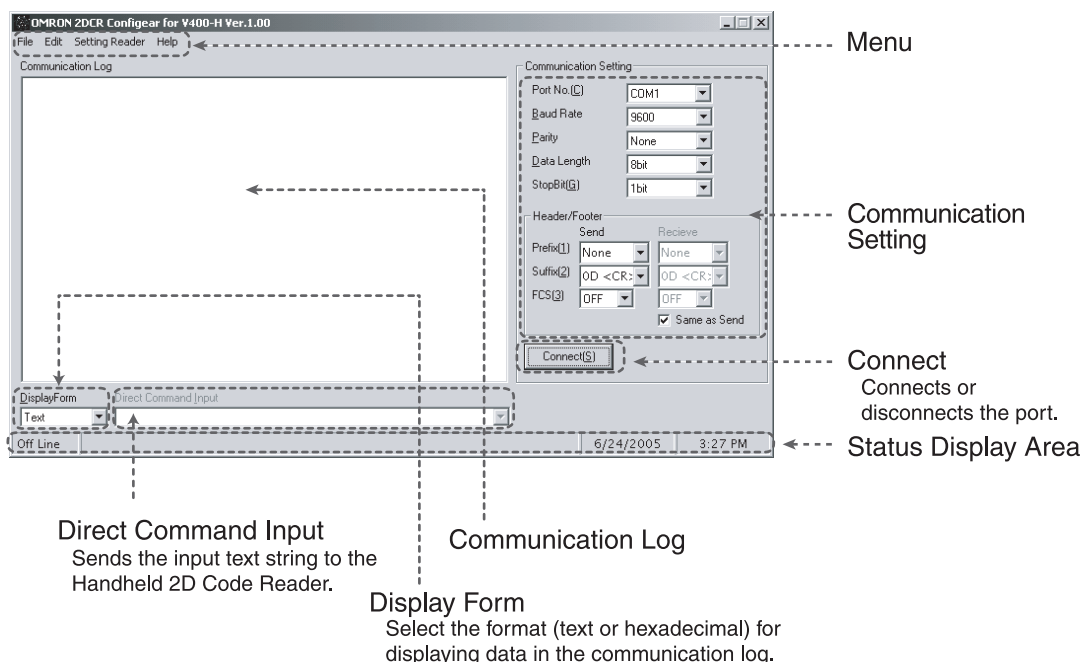 OMRON 2DCR Configear for V400-H Ver.1.00
File Edit Setting Reader Help
Menu
Communication Log
Communication Setting
Port No.(C) COM1
Baud Rate 9600
Parity None
Data Length 8bit
StopBit(G) 1bit
Communication
Setting
Header/Footer
Send Recieve
Prefix(1) None None
Suffix(2) 0D <CR> 0D <CR>
FCS(3) OFF OFF
Same as Send
Connect(S)
Connect
Connects or
disconnects the port.
DisplayForm Direct Command Input
Text
Off Line 6/24/2005 3:27 PM
Status Display Area
Direct Command Input
Sends the input text string to the
Handheld 2D Code Reader.
Communication Log
Display Form
Select the format (text or hexadecimal) for
displaying data in the communication log.